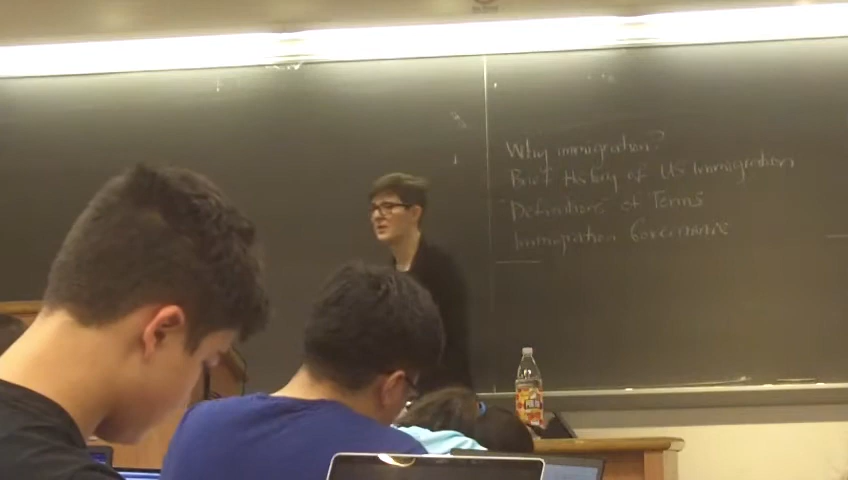 Why immigration?
Brief History of US Immigration
Definitions of Terms
Immigration Governance